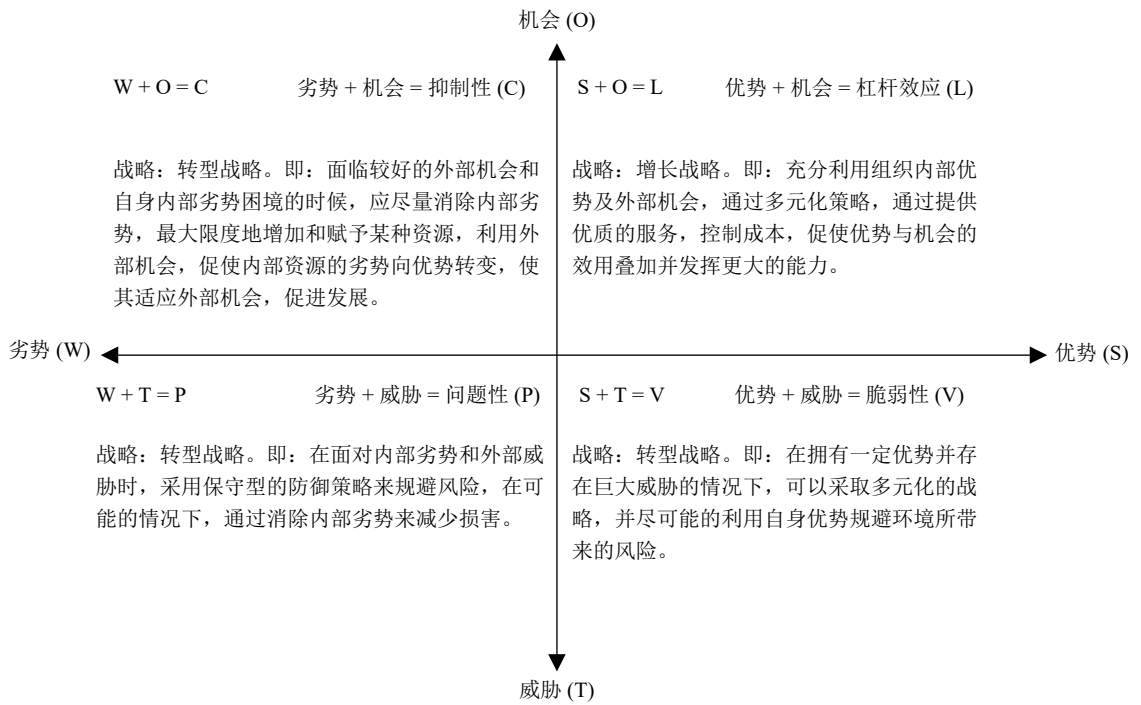 机会 (O)
W + O = C 劣势 + 机会 = 抑制性 (C)
战略：转型战略。即：面临较好的外部机会和
自身内部劣势困境的时候，应尽量消除内部劣
势，最大限度地增加和赋予某种资源，利用外
部机会，促使内部资源的劣势向优势转变，使
其适应外部机会，促进发展。
S + O = L 优势 + 机会 = 杠杆效应 (L)
战略：增长战略。即：充分利用组织内部优
势及外部机会，通过多元化策略，通过提供
优质的服务，控制成本，促使优势与机会的
效用叠加并发挥更大的能力。
劣势 (W)
优势 (S)
W + T = P 劣势 + 威胁 = 问题性 (P)
战略：转型战略。即：在面对内部劣势和外部威
胁时，采用保守型的防御策略来规避风险，在可
能的情况下，通过消除内部劣势来减少损害。
S + T = V 优势 + 威胁 = 脆弱性 (V)
战略：转型战略。即：在拥有一定优势并存
在巨大威胁的情况下，可以采取多元化的战
略，并尽可能的利用自身优势规避环境所带
来的风险。
威胁 (T)